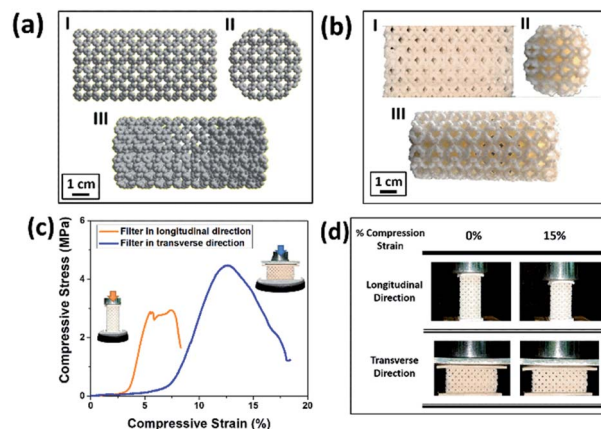 (a)
I
II
III
1 cm
(b)
I
II
III
1 cm
(c)
Compressive Stress (MPa)
6
4
2
0
Filter in longitudinal direction
Filter in transverse direction
0
5
10
15
20
Compressive Strain (%)
(d)
% Compression
Strain
0%
15%
Longitudinal
Direction
Transverse
Direction